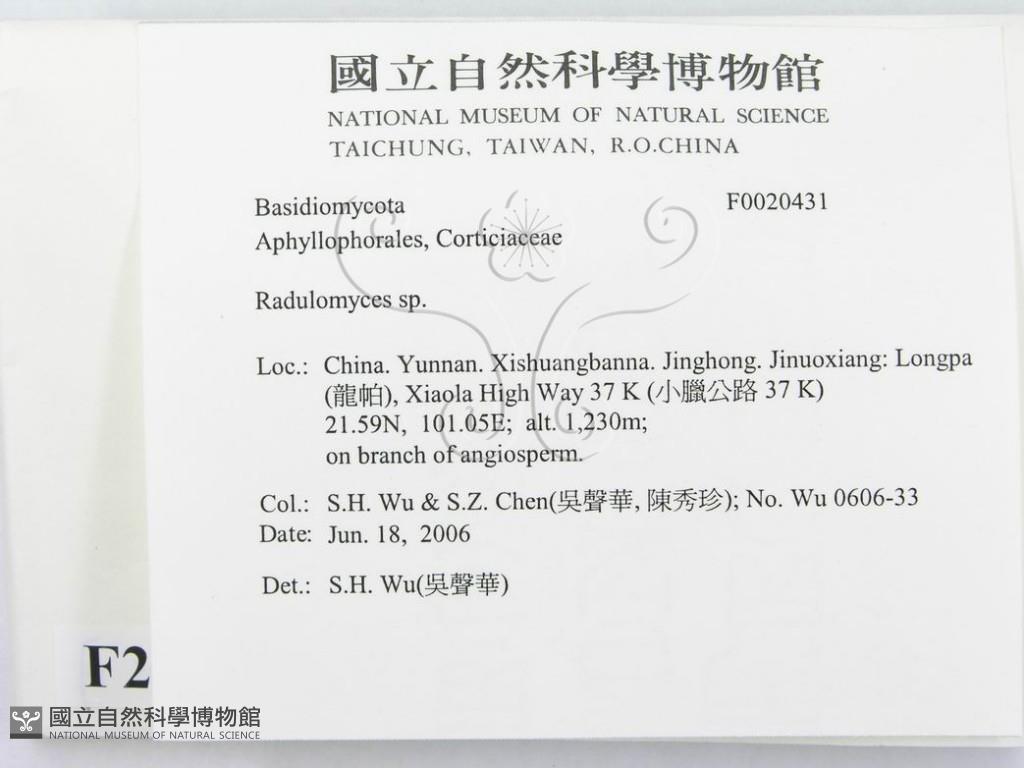 國立自然科學博物館
NATIONAL MUSEUM OF NATURAL SCIENCE
TAICHUNG, TAIWAN, R.O.CHINA
Basidiomycota F0020431
Aphyllophorales, Corticiaceae
Radulomyces sp.
Loc.: China. Yunnan. Xishuangbanna. Jinghong. Jinuoxiang: Longpa
(龍帕), Xiaola High Way 37 K (小臘公路 37 K)
21.59N, 101.05E; alt. 1,230m;
on branch of angiosperm.
Col.: S.H. Wu & S.Z. Chen(吳聲華, 陳秀珍); No. Wu 0606-33
Date: Jun. 18, 2006
Det.: S.H. Wu(吳聲華)
F2
國立自然科學博物館
NATIONAL MUSEUM OF NATURAL SCIENCE